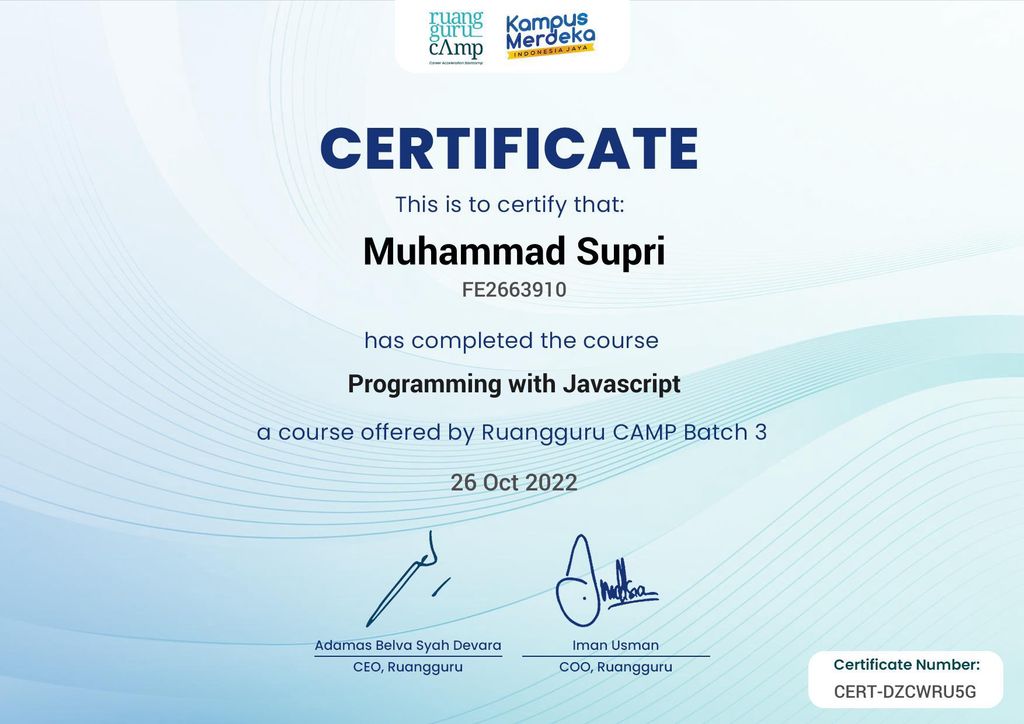 ruang
guru
cAmp
Career Acceleration Bootcamp
Kampus
Merdeka
INDONESIA JAYA
CERTIFICATE
This is to certify that:
Muhammad Supri
FE2663910
has completed the course
Programming with Javascript
a course offered by Ruangguru CAMP Batch 3
26 Oct 2022
Adamas Belva Syah Devara
CEO, Ruangguru
Iman Usman
COO, Ruangguru
Certificate Number:
CERT-DZCWRU5G